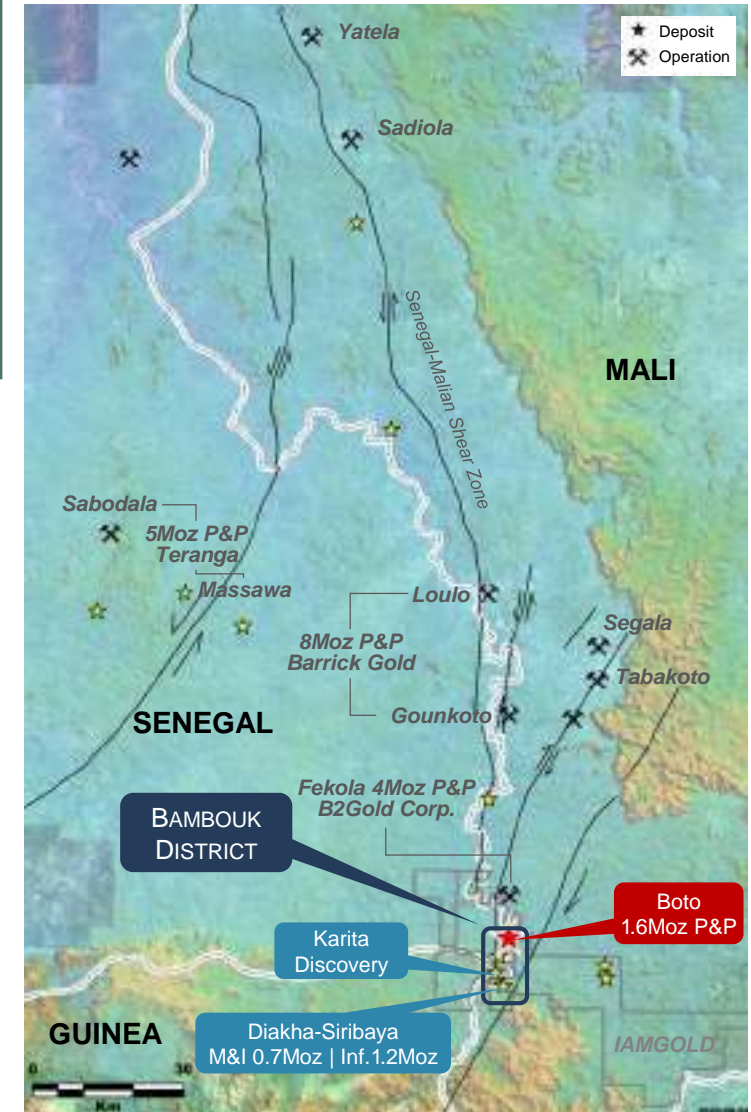 Deposit
Operation
Yatela
Sadiola
Senegal-Malian Shear Zone
MALI
Sabodala
5Moz P&P
Teranga
Massawa
Loulo
8Moz P&P
Barrick Gold
Gounkoto
Segala
Tabakoto
SENEGAL
Fekola 4Moz P&P
B2Gold Corp.
BAMBOUK
DISTRICT
Boto
1.6Moz P&P
Karita
Discovery
Diakha-Siribaya
M&I 0.7Moz | Inf.1.2Moz
GUINEA
IAMGOLD
0 30
Km